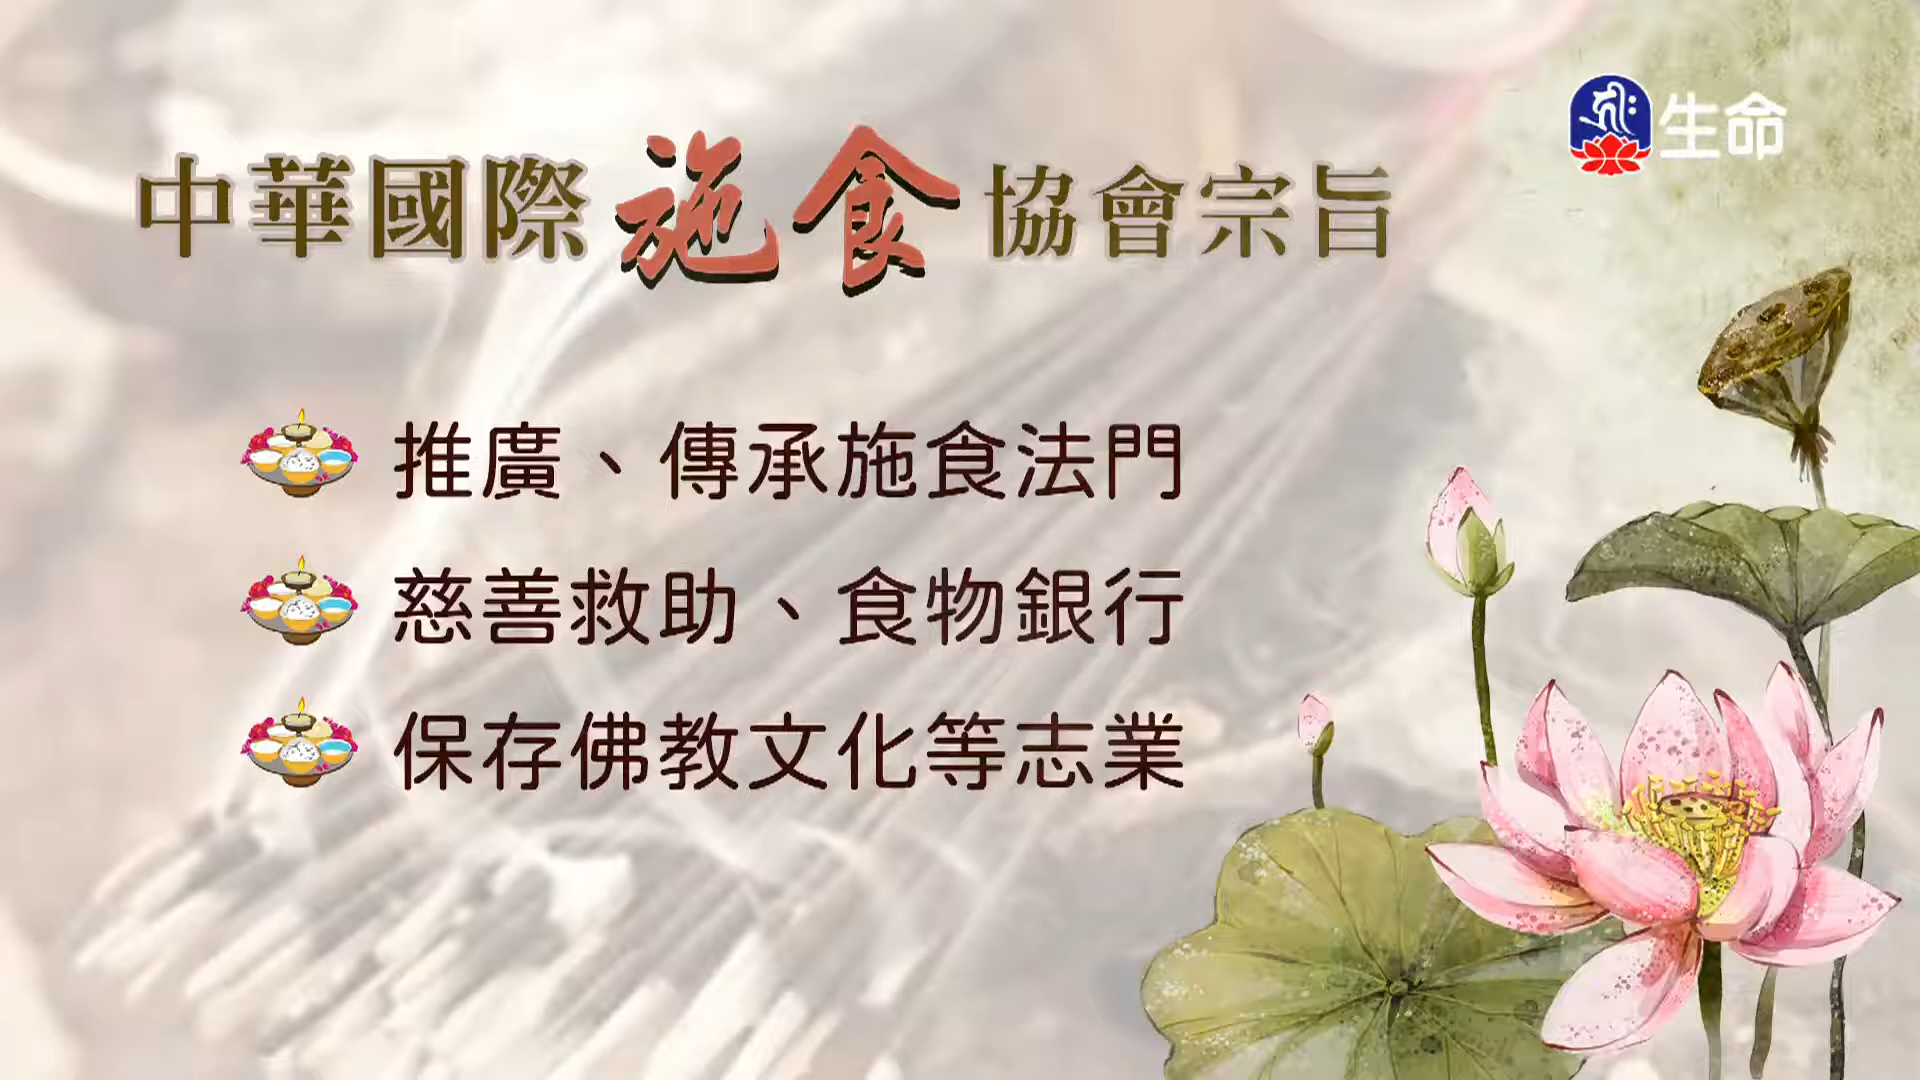 生命
中華國際施食協會宗旨
推廣、傳承施食法門
慈善救助、食物銀行
保存佛教文化等志業